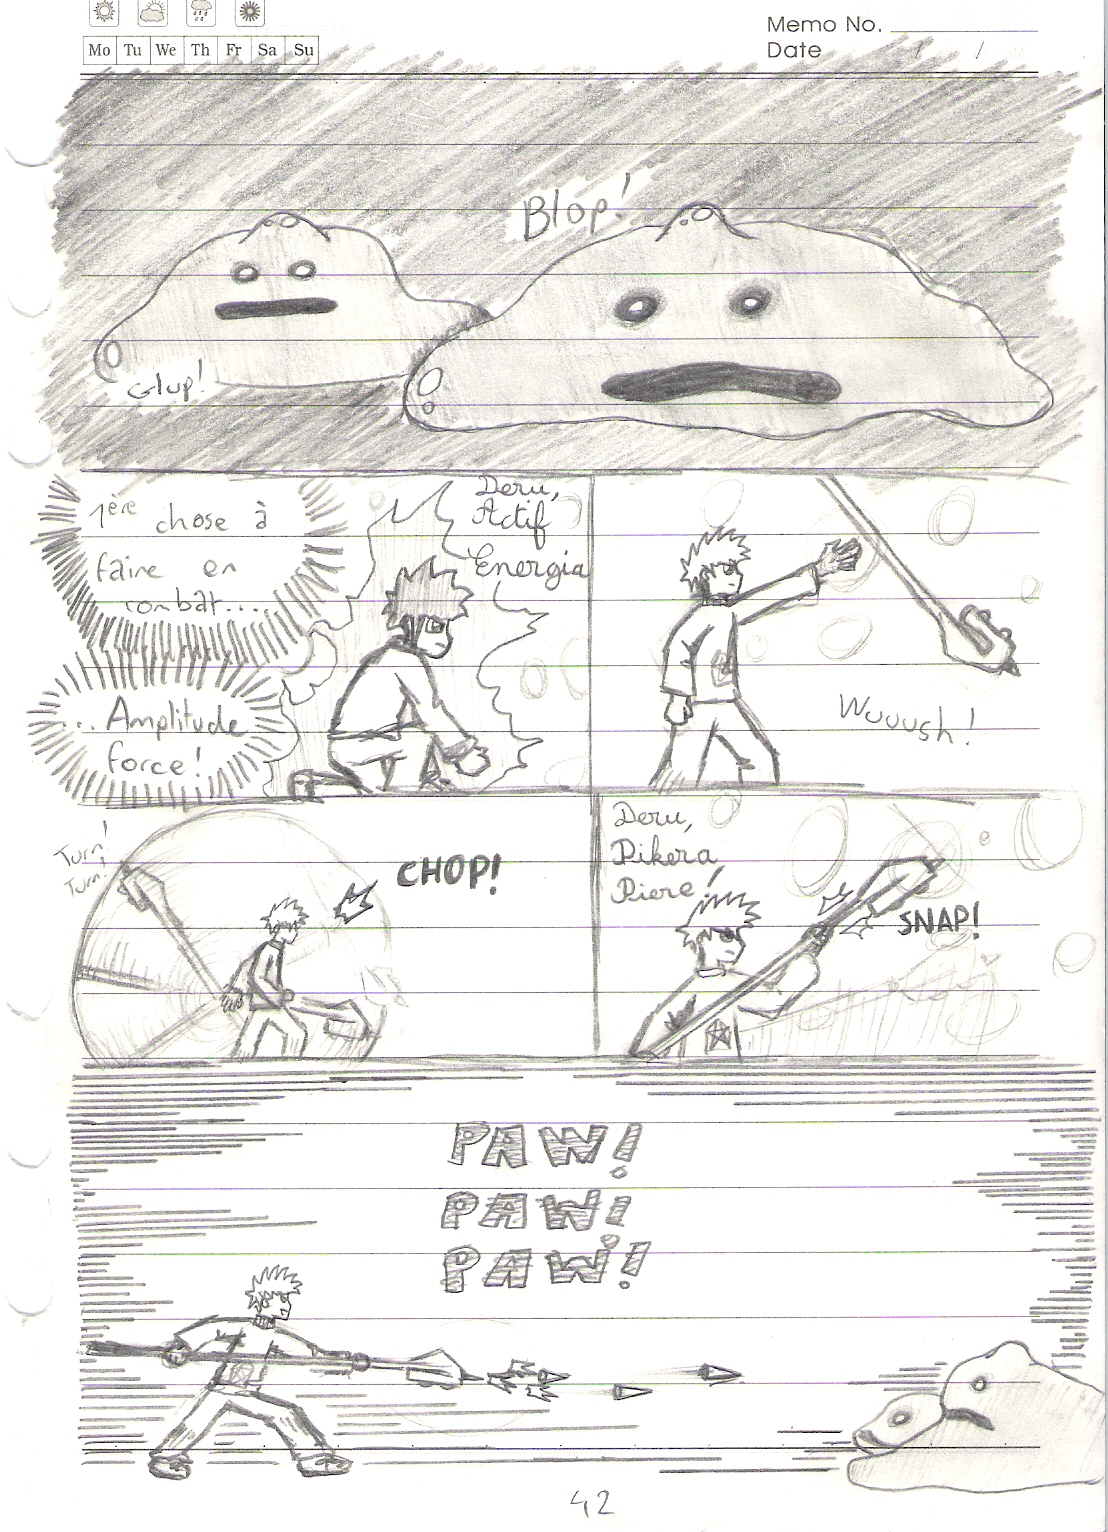 Mo Tu We Th Fr Sa Su
Memo No.
Date / /
Blop!
Glup!
1ère chose à
faire en
combat...
... Amplitude
force!
Deru,
Actif
Energia
Wuuush!
Turn!
Turn!
CHOP!
Deru,
Pikera
Piere!
SNAP!
PAW!
PAW!
PAW!
42